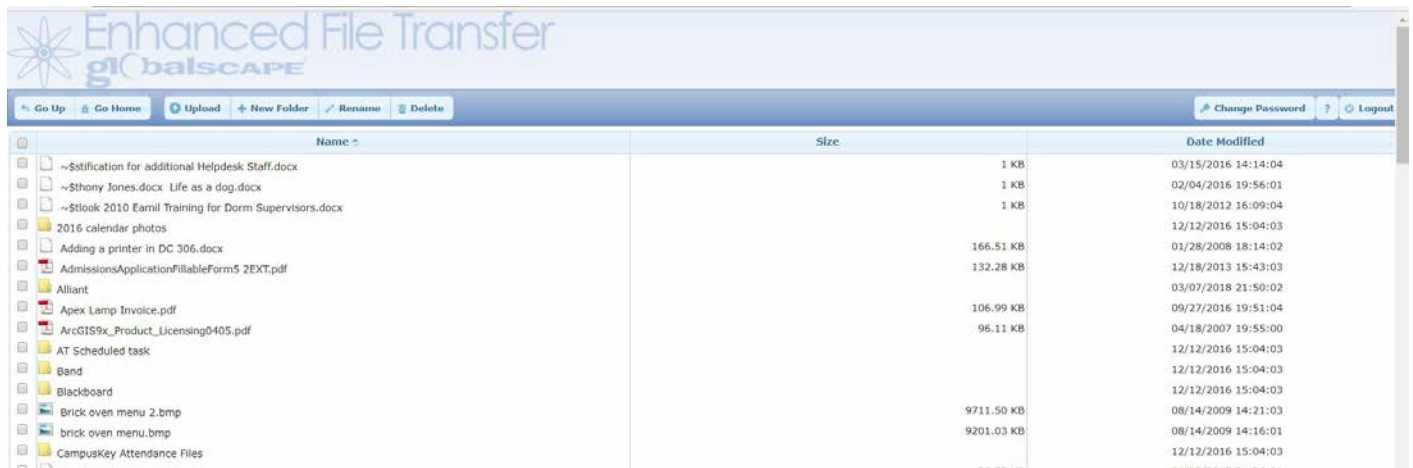 Enhanced File Transfer
globalSCAPE
Go Up Go Home Upload + New Folder Rename Delete Change Password ? Logout
Name Size Date Modified
~$stification for additional Helpdesk Staff.docx 1 KB 03/15/2016 14:14:04
~$thony Jones.docx Life as a dog.docx 1 KB 02/04/2016 19:56:01
~$tlook 2010 Eamil Training for Dorm Supervisors.docx 1 KB 10/18/2012 16:09:04
2016 calendar photos 12/12/2016 15:04:03
Adding a printer in DC 306.docx 166.51 KB 01/28/2008 18:14:02
AdmissionsApplicationFillableForm5 2EXT.pdf 132.28 KB 12/18/2013 15:43:03
Alliant 03/07/2018 21:50:02
Apex Lamp Invoice.pdf 106.99 KB 09/27/2016 19:51:04
ArcGIS9x_Product_Licensing0405.pdf 96.11 KB 04/18/2007 19:55:00
AT Scheduled task 12/12/2016 15:04:03
Band 12/12/2016 15:04:03
Blackboard 12/12/2016 15:04:03
Brick oven menu 2.bmp 9711.50 KB 08/14/2009 14:21:03
brick oven menu.bmp 9201.03 KB 08/14/2009 14:16:01
CampusKey Attendance Files 12/12/2016 15:04:03